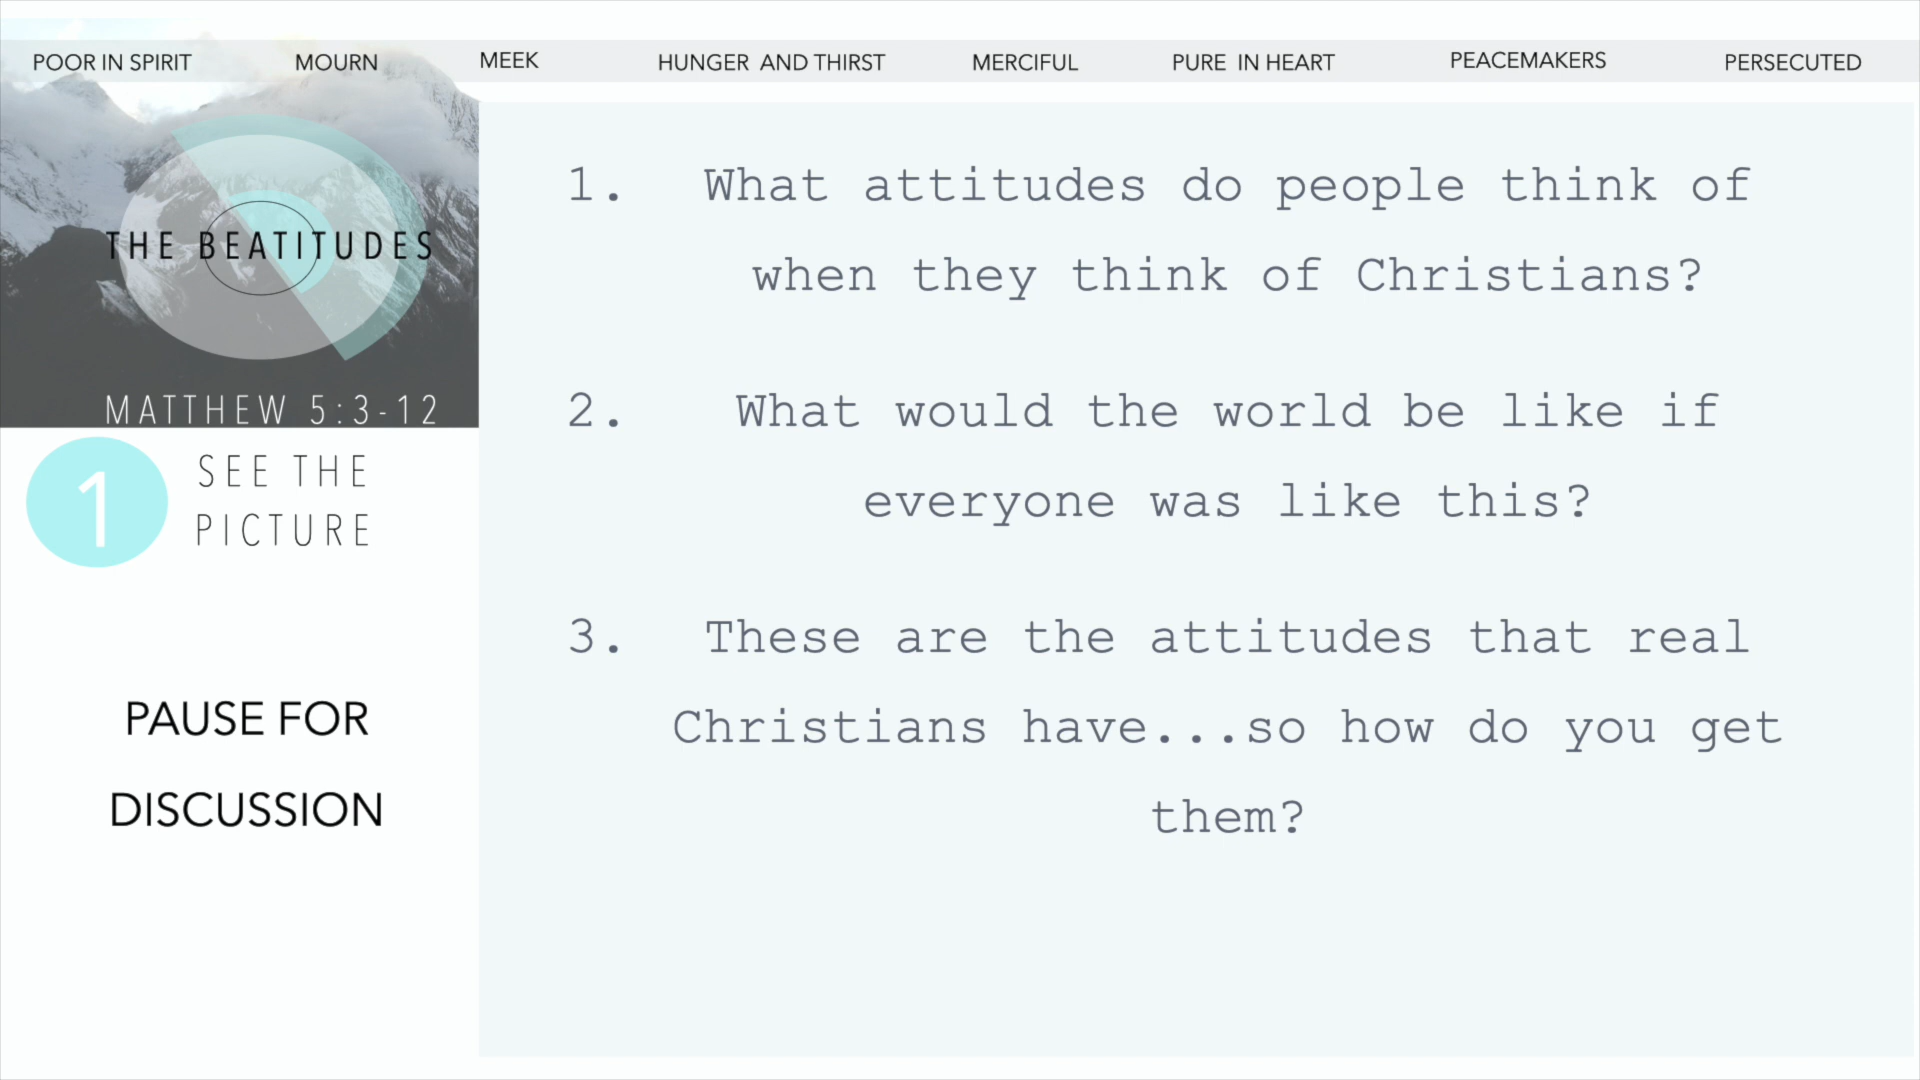 POOR IN SPIRIT MOURN MEEK HUNGER AND THIRST MERCIFUL PURE IN HEART PEACEMAKERS PERSECUTED
THE BEATITUDES
MATTHEW 5:3-12
1 SEE THE
PICTURE
PAUSE FOR
DISCUSSION
1. What attitudes do people think of
when they think of Christians?
2. What would the world be like if
everyone was like this?
3. These are the attitudes that real
Christians have...so how do you get
them?